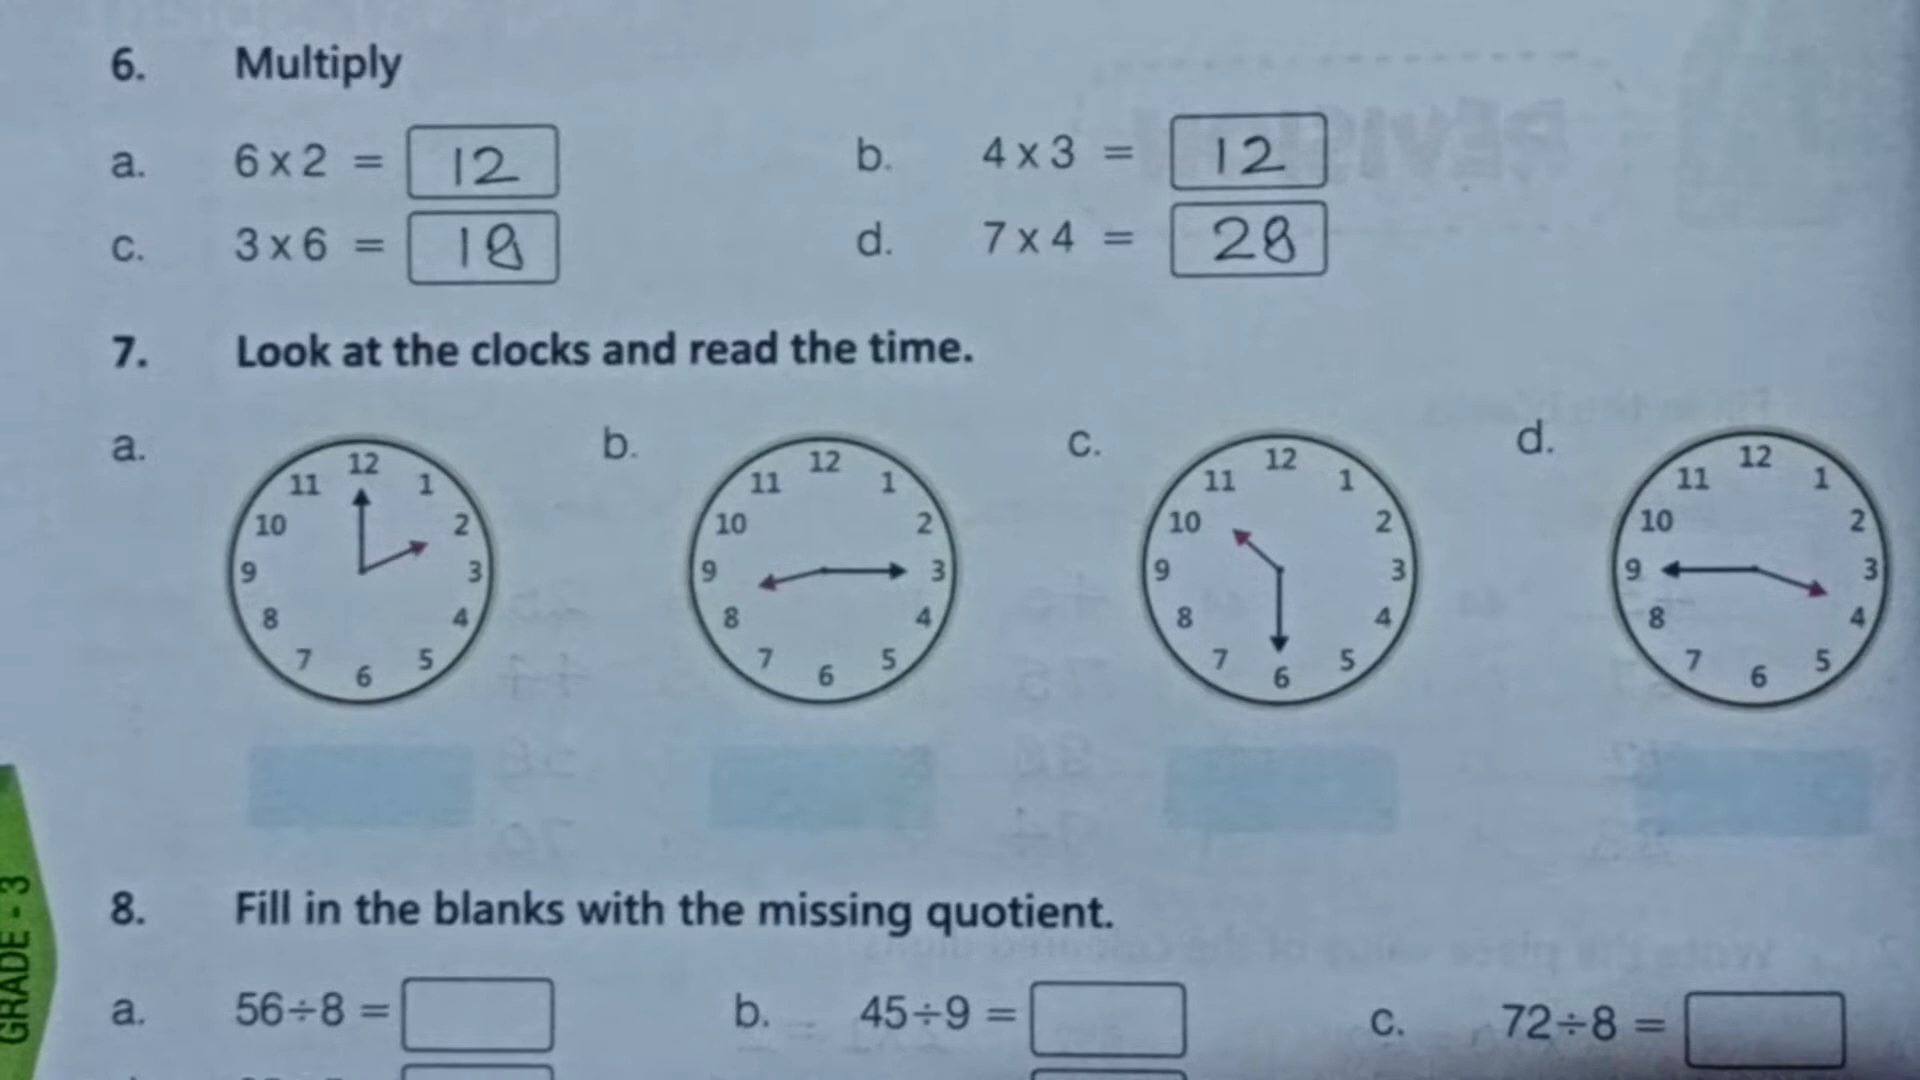 6. Multiply
a. 6 x 2 = 12 b. 4 x 3 = 12
c. 3 x 6 = 18 d. 7 x 4 = 28
7. Look at the clocks and read the time.
a. b. c. d.
12 1 2 3 4 5 6 7 8 9 10 11
12 1 2 3 4 5 6 7 8 9 10 11
12 1 2 3 4 5 6 7 8 9 10 11
12 1 2 3 4 5 6 7 8 9 10 11
8. Fill in the blanks with the missing quotient.
a. 56÷8 = b. 45÷9 = c. 72÷8 =
GRADE - 3